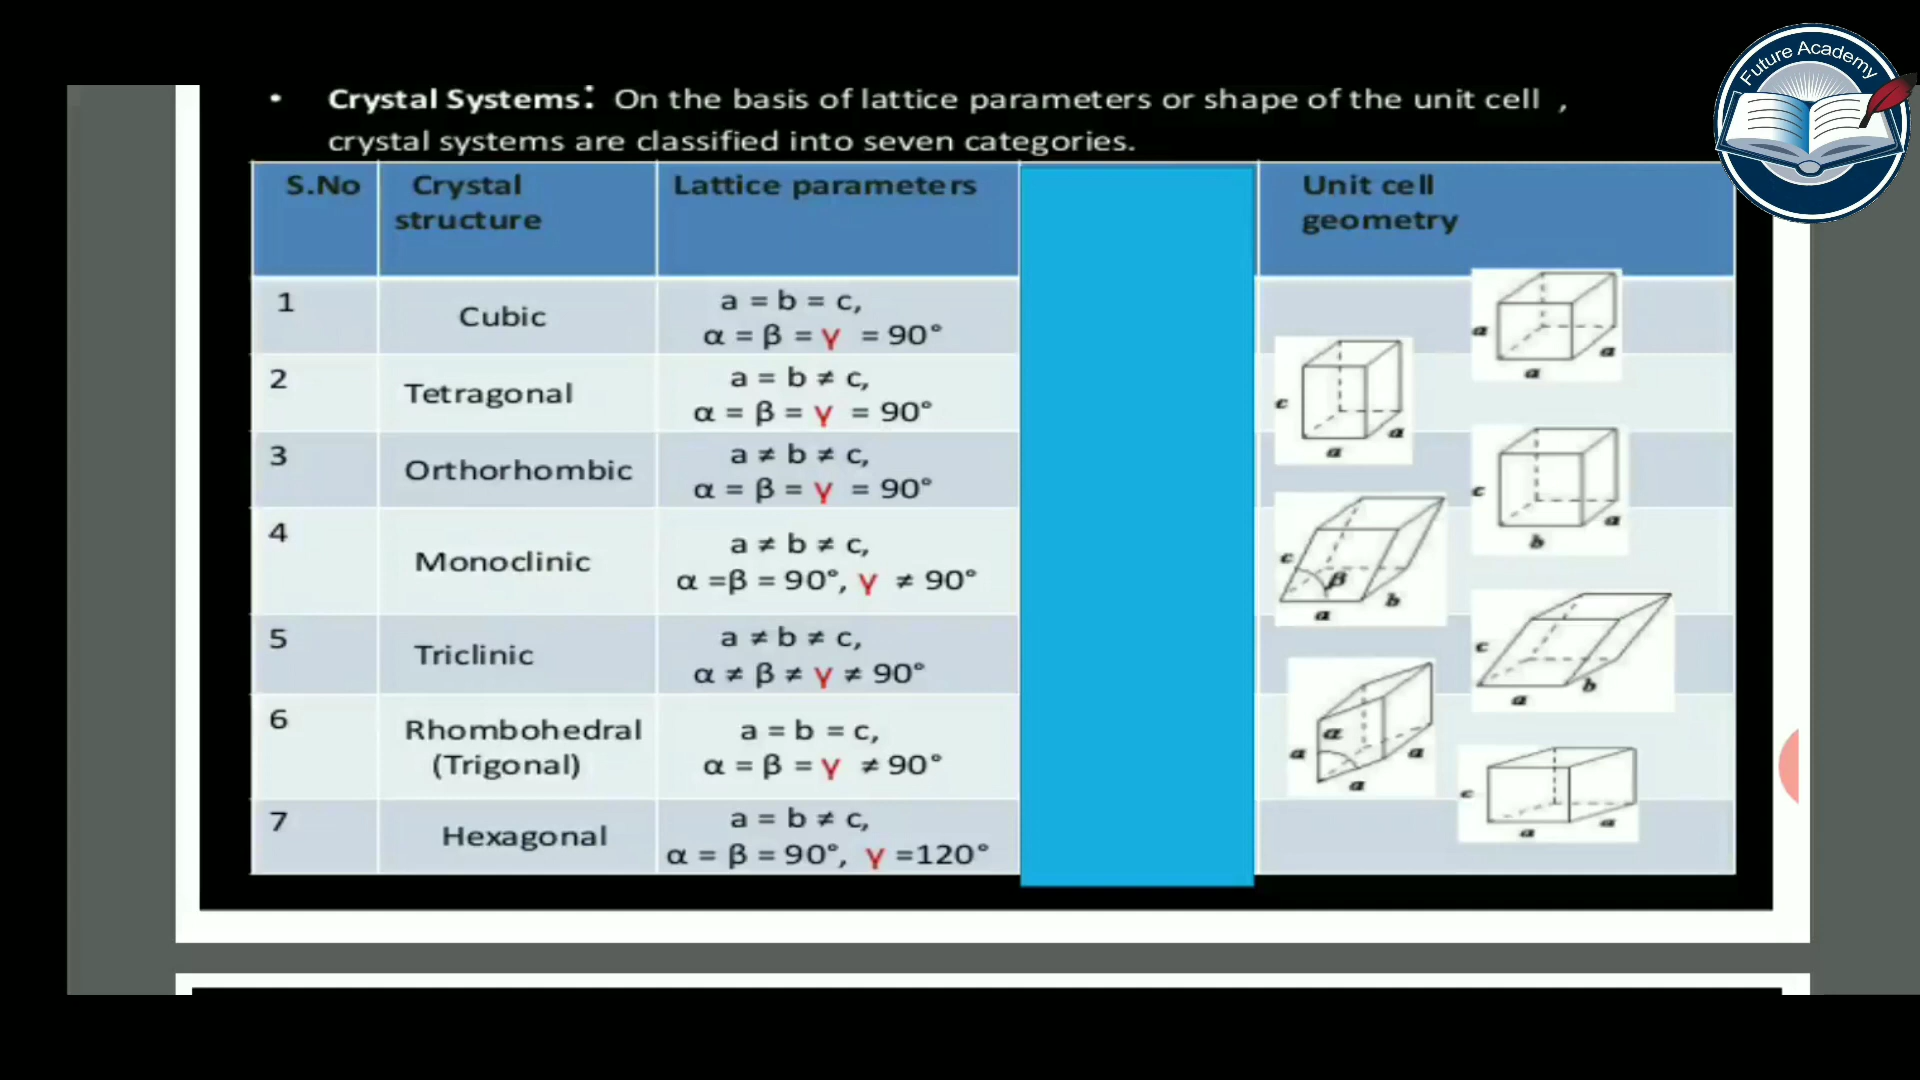 Future Academy
• Crystal Systems: On the basis of lattice parameters or shape of the unit cell ,
crystal systems are classified into seven categories.
S.No Crystal structure Lattice parameters Unit cell geometry
1 Cubic a = b = c,
α = β = γ = 90°
2 Tetragonal a = b ≠ c,
α = β = γ = 90°
3 Orthorhombic a ≠ b ≠ c,
α = β = γ = 90°
4 Monoclinic a ≠ b ≠ c,
α =β = 90°, γ ≠ 90°
5 Triclinic a ≠ b ≠ c,
α ≠ β ≠ γ ≠ 90°
6 Rhombohedral (Trigonal) a = b = c,
α = β = γ ≠ 90°
7 Hexagonal a = b ≠ c,
α = β = 90°, γ =120°
a a a
c a a
c a b
c β a b
c a b
a α a a
c a a